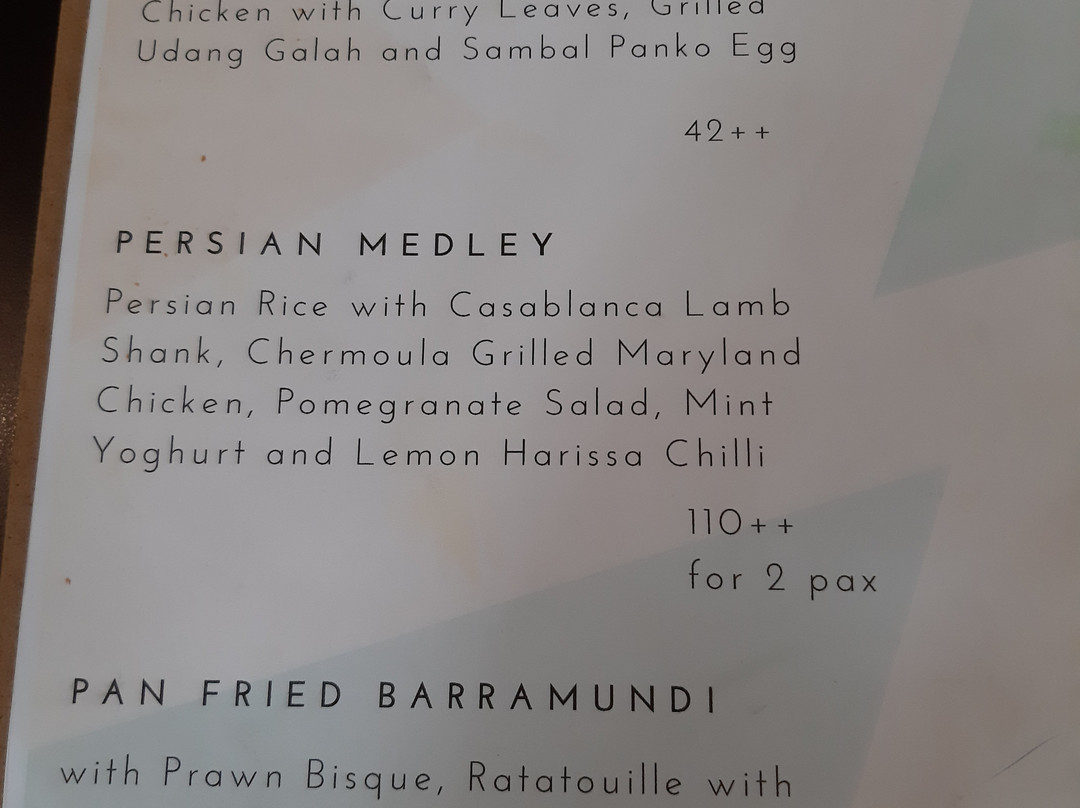 Chicken with Curry Leaves, Grilled
Udang Galah and Sambal Panko Egg
42++
PERSIAN MEDLEY
Persian Rice with Casablanca Lamb
Shank, Chermoula Grilled Maryland
Chicken, Pomegranate Salad, Mint
Yoghurt and Lemon Harissa Chilli
110++
for 2 pax
PAN FRIED BARRAMUNDI
with Prawn Bisque, Ratatouille with